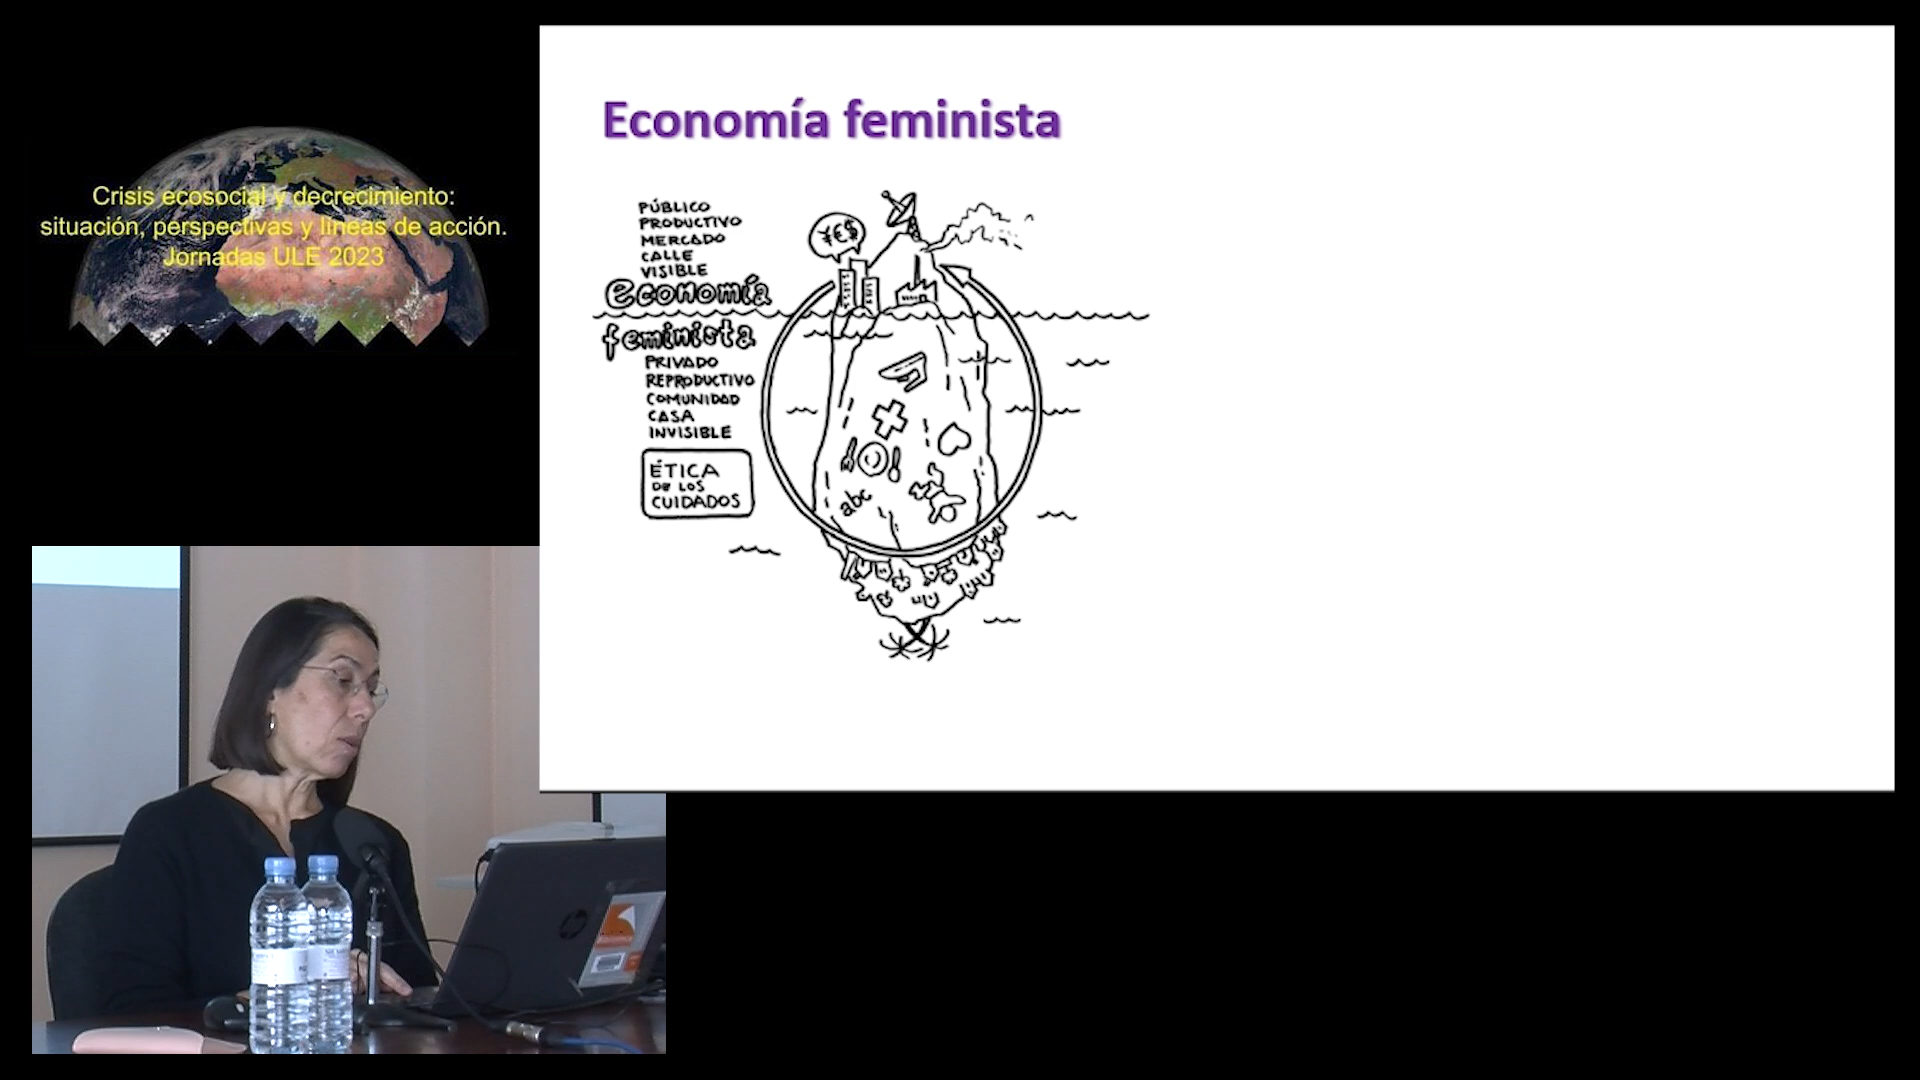 Crisis ecosocial y decrecimiento:
situación, perspectivas y líneas de acción.
Jornadas ULE 2023
Economía feminista
PÚBLICO
PRODUCTIVO
MERCADO
CALLE
VISIBLE
economía
feminista
PRIVADO
REPRODUCTIVO
COMUNIDAD
CASA
INVISIBLE
ÉTICA
DE LOS
CUIDADOS
¥€$
abc
hp